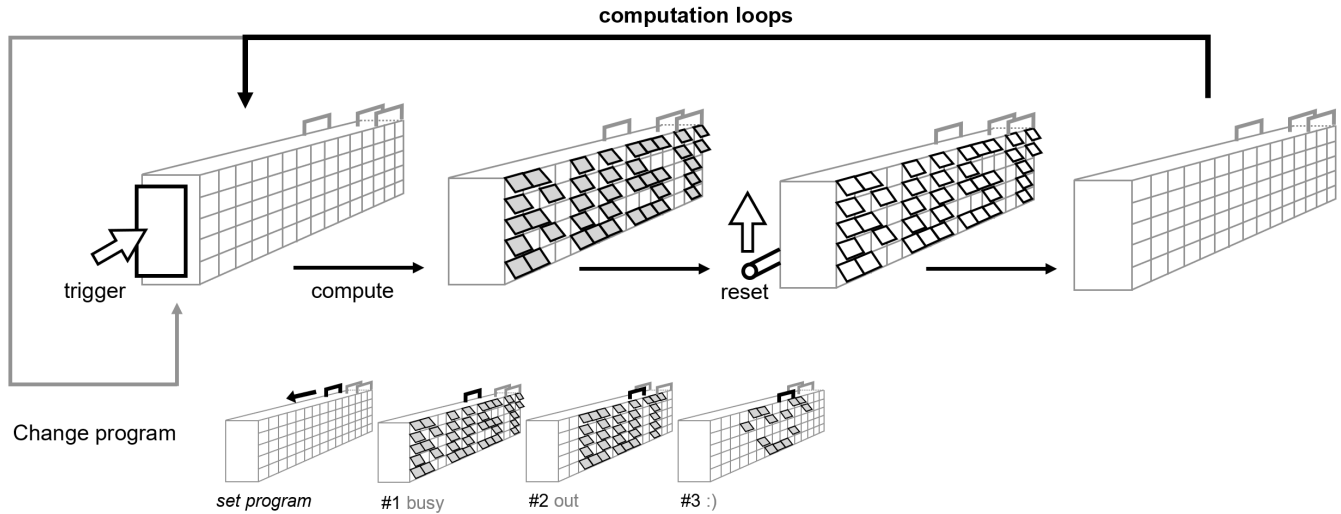 computation loops
trigger
compute
reset
Change program
set program
#1 busy
#2 out
#3 :)